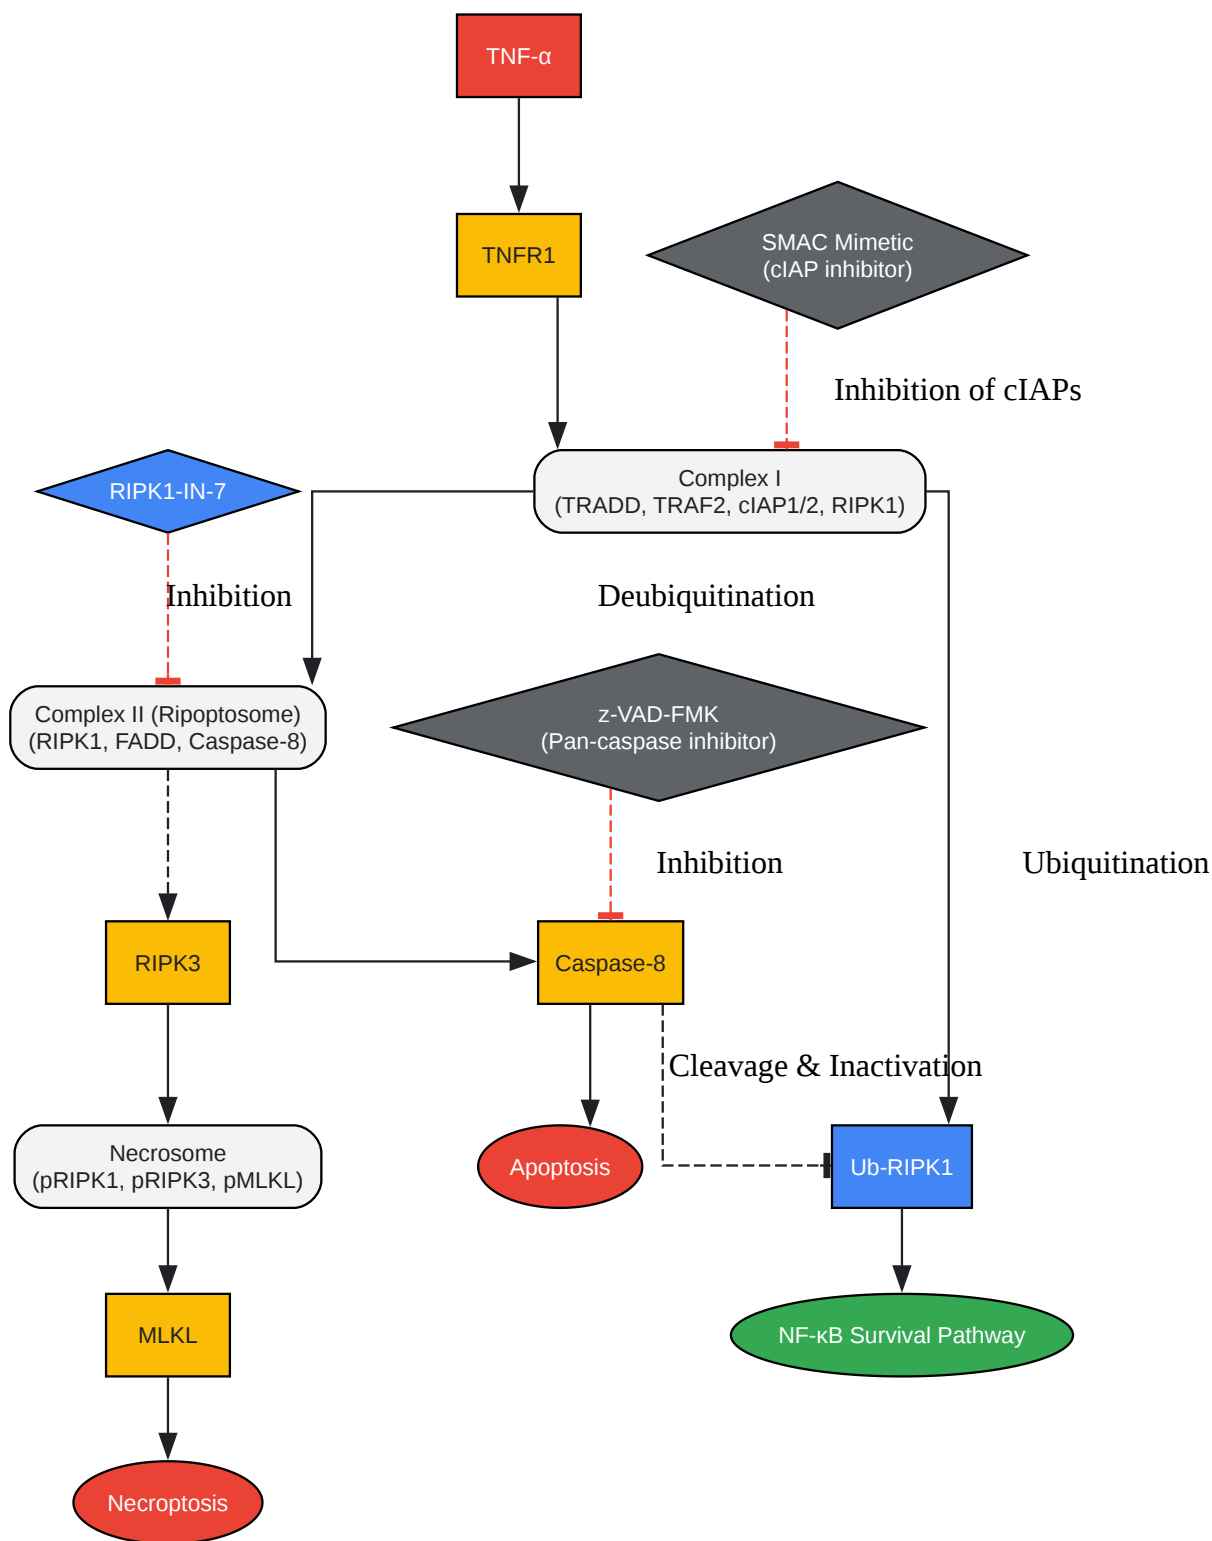 TNF-α
TNFR1
SMAC Mimetic
(cIAP inhibitor)
Inhibition of cIAPs
RIPK1-IN-7
Complex I
(TRADD, TRAF2, cIAP1/2, RIPK1)
Inhibition
Deubiquitination
Complex II (Ripoptosome)
(RIPK1, FADD, Caspase-8)
z-VAD-FMK
(Pan-caspase inhibitor)
Inhibition
Ubiquitination
RIPK3
Caspase-8
Cleavage & Inactivation
Necrosome
(pRIPK1, pRIPK3, pMLKL)
Apoptosis
Ub-RIPK1
MLKL
NF-κB Survival Pathway
Necroptosis